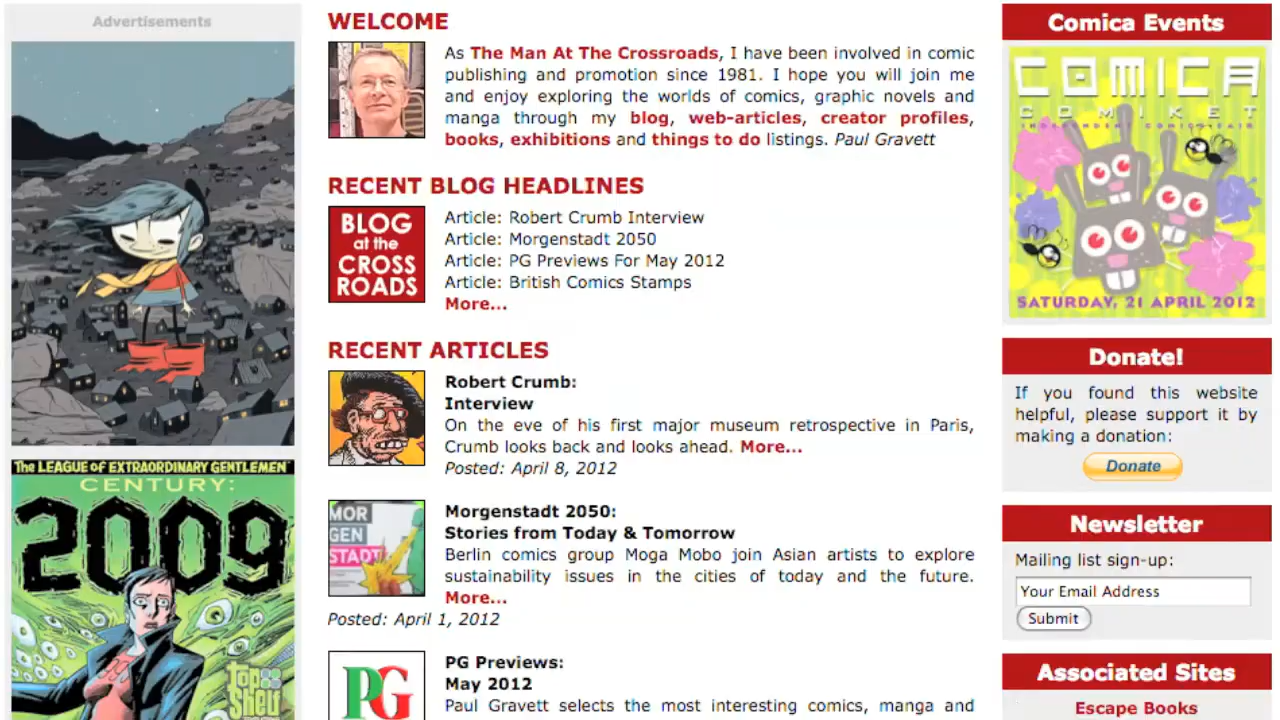 Advertisements
The LEAGUE of EXTRAORDINARY GENTLEMEN
CENTURY:
2009
top
shelf
WELCOME
As The Man At The Crossroads, I have been involved in comic
publishing and promotion since 1981. I hope you will join me
and enjoy exploring the worlds of comics, graphic novels and
manga through my blog, web-articles, creator profiles,
books, exhibitions and things to do listings. Paul Gravett
RECENT BLOG HEADLINES
BLOG
at the
CROSS
ROADS
Article: Robert Crumb Interview
Article: Morgenstadt 2050
Article: PG Previews For May 2012
Article: British Comics Stamps
More...
RECENT ARTICLES
Robert Crumb:
Interview
On the eve of his first major museum retrospective in Paris,
Crumb looks back and looks ahead. More...
Posted: April 8, 2012
MOR
GEN
STADT
Morgenstadt 2050:
Stories from Today & Tomorrow
Berlin comics group Moga Mobo join Asian artists to explore
sustainability issues in the cities of today and the future.
More...
Posted: April 1, 2012
PG
PG Previews:
May 2012
Paul Gravett selects the most interesting comics, manga and
Comica Events
COMICA
COMIKET
INDEPENDENT COMICS FAIR
SATURDAY, 21 APRIL 2012
Donate!
If you found this website
helpful, please support it by
making a donation:
Donate
Newsletter
Mailing list sign-up:
Your Email Address
Submit
Associated Sites
Escape Books